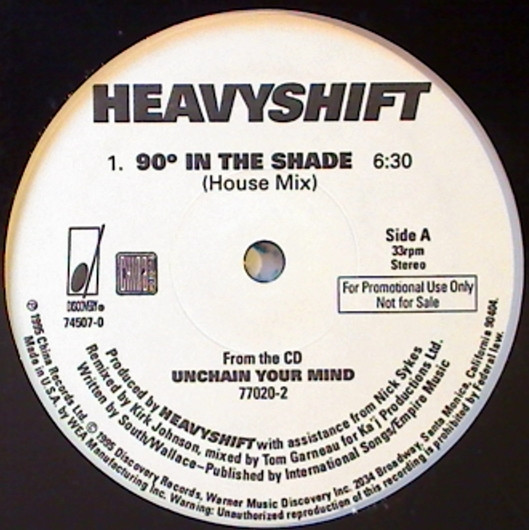 HEAVYSHIFT
1. 90º IN THE SHADE 6:30
(House Mix)
DISCOVERY
74507-0
CHINA
Side A
33rpm
Stereo
For Promotional Use Only
Not for Sale
From the CD
UNCHAIN YOUR MIND
77020-2
Produced by HEAVYSHIFT with assistance from Nick Sykes
Remixed by Kirk Johnson, mixed by Tom Garneau for Ka'l Productions Ltd.
Written by South/Wallace–Published by International Songs/Empire Music
℗ 1995 China Records Ltd. © 1995 Discovery Records, Warner Music Discovery Inc. 2034 Broadway, Santa Monica, California 90404.
Made in U.S.A. by WEA Manufacturing Inc. Warning: Unauthorized reproduction of this recording is prohibited by Federal law.